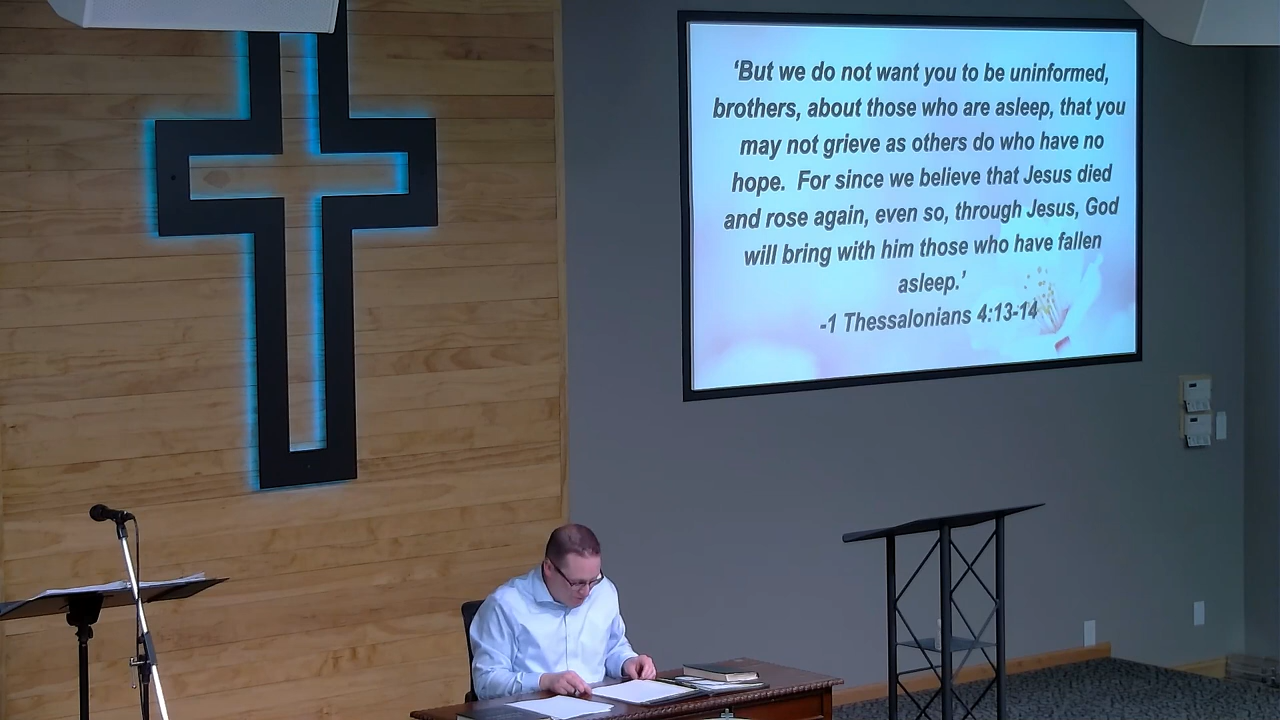 ‘But we do not want you to be uninformed,
brothers, about those who are asleep, that you
may not grieve as others do who have no
hope.  For since we believe that Jesus died
and rose again, even so, through Jesus, God
will bring with him those who have fallen
asleep.’
-1 Thessalonians 4:13-14